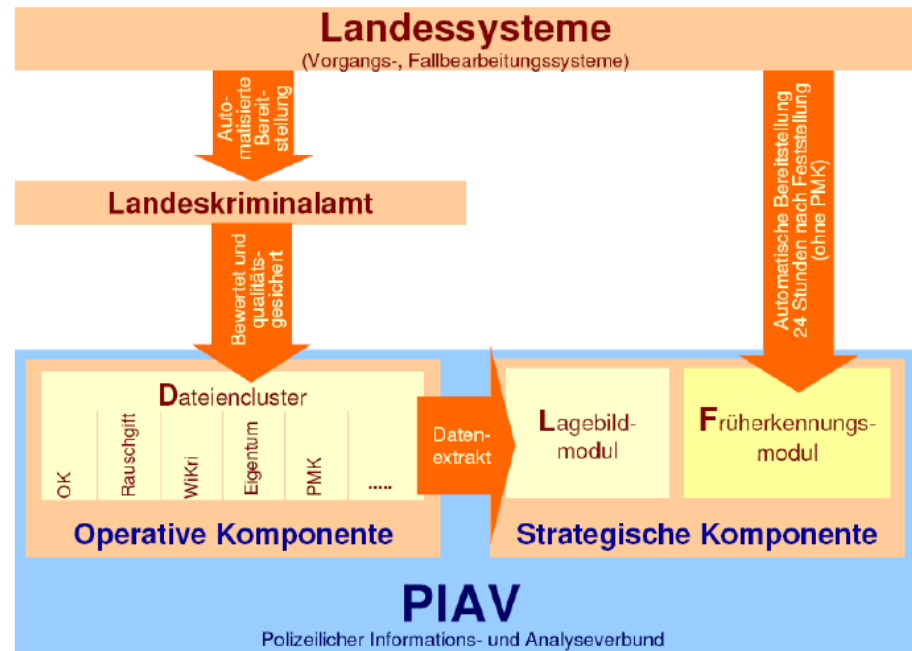 Landessysteme
(Vorgangs-, Fallbearbeitungssysteme)
Auto-
matisierte
Bereit-
stellung
Automatische Bereitstellung
24 Stunden nach Feststellung
(ohne PMK)
Landeskriminalamt
Bewertet und
qualitäts-
gesichert
Dateiencluster
OK
Rauschgift
WiKri
Eigentum
PMK
.....
Operative Komponente
Daten-
extrakt
Lagebild-
modul
Früherkennungs-
modul
Strategische Komponente
PIAV
Polizeilicher Informations- und Analyseverbund